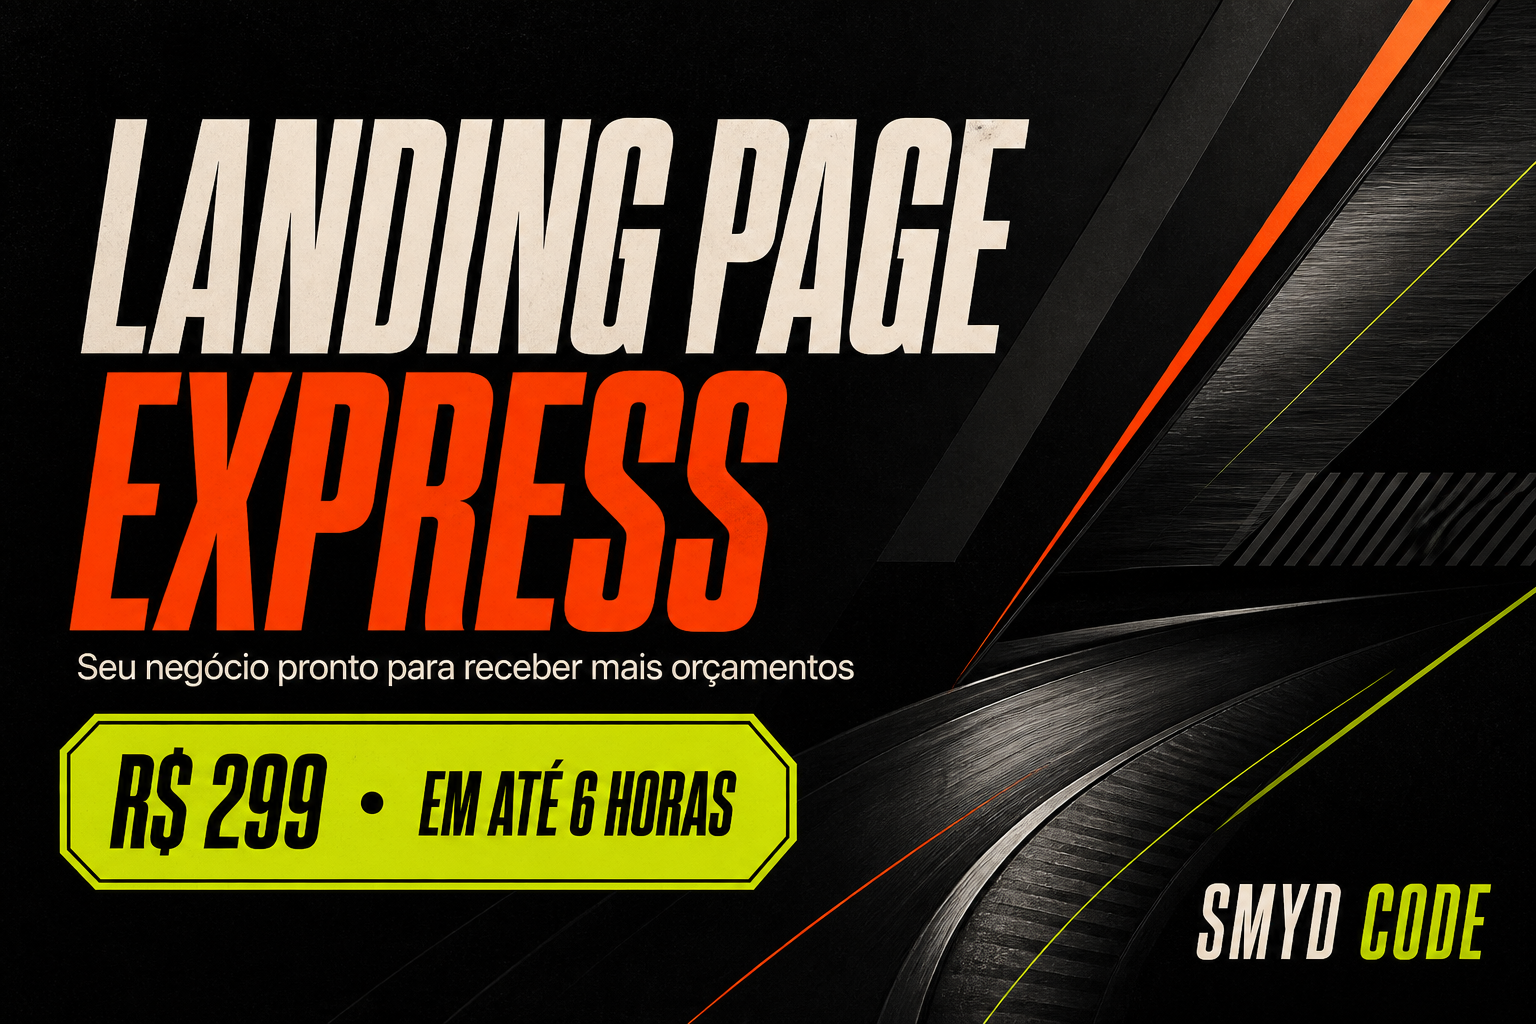 LANDING PAGE
EXPRESS
Seu negócio pronto para receber mais orçamentos
R$ 299 • EM ATÉ 6 HORAS
SMYD CODE